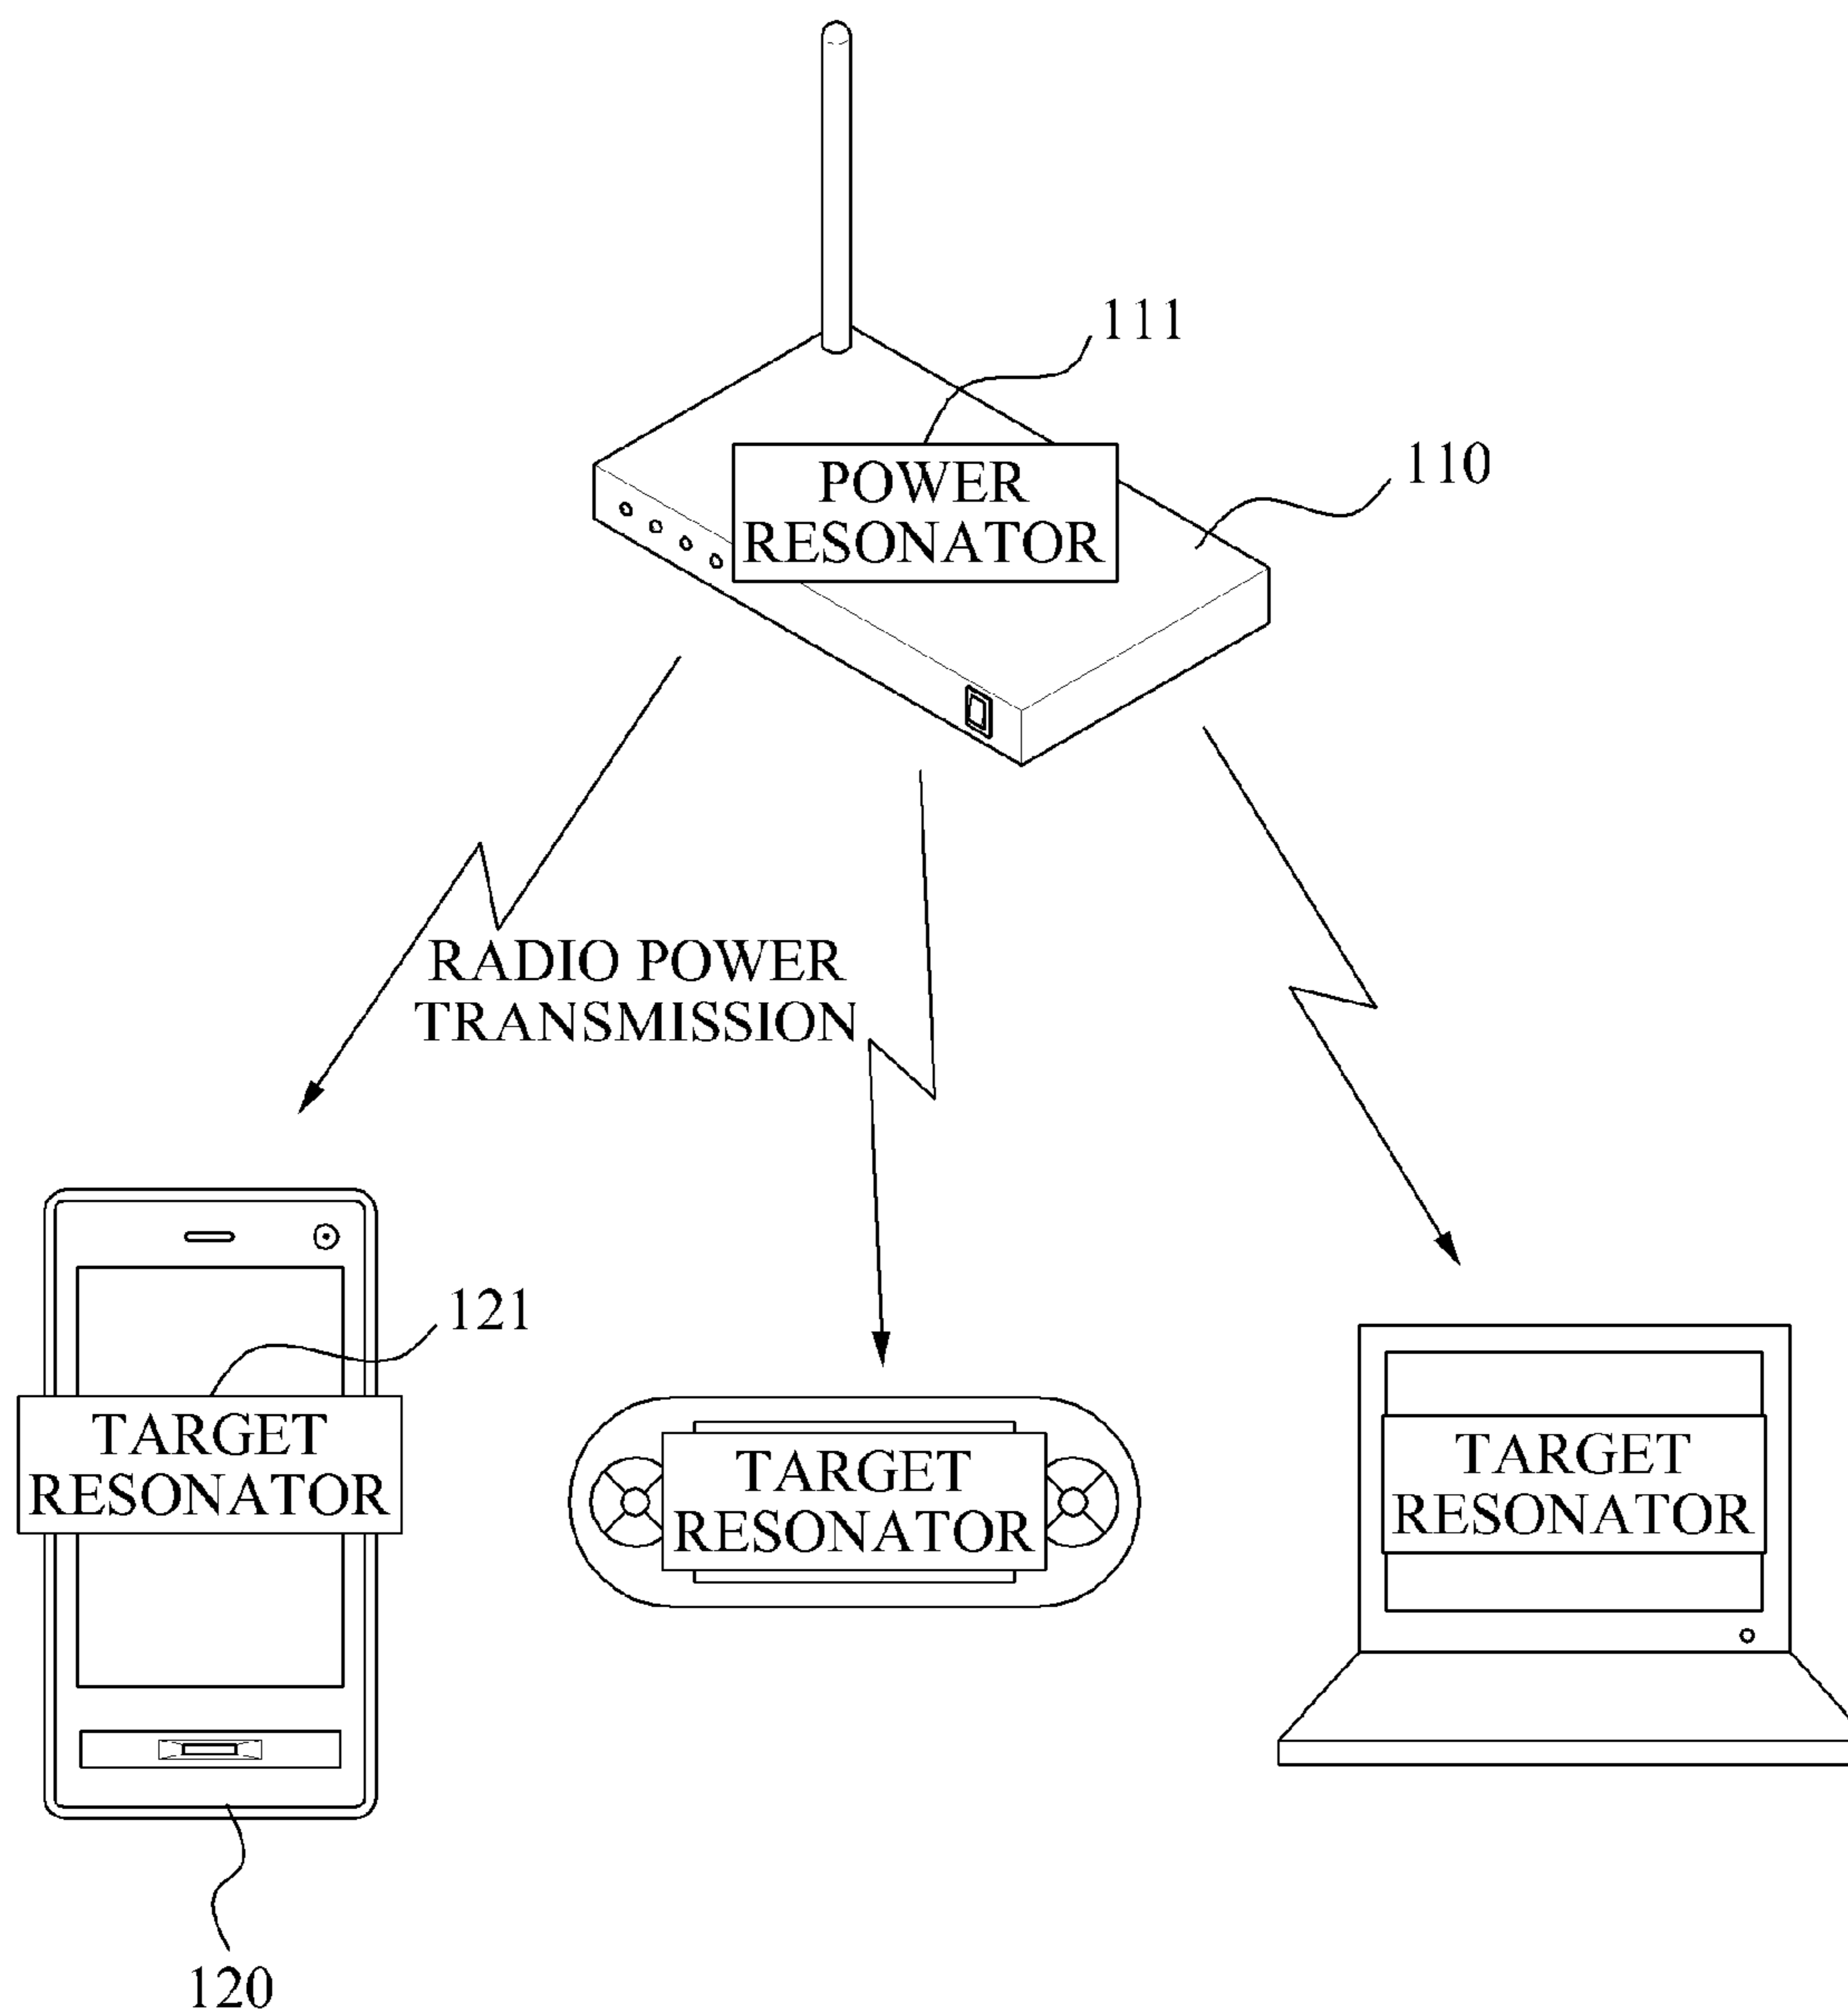 111
110
POWER
RESONATOR
RADIO POWER
TRANSMISSION
121
TARGET
RESONATOR
TARGET
RESONATOR
TARGET
RESONATOR
120